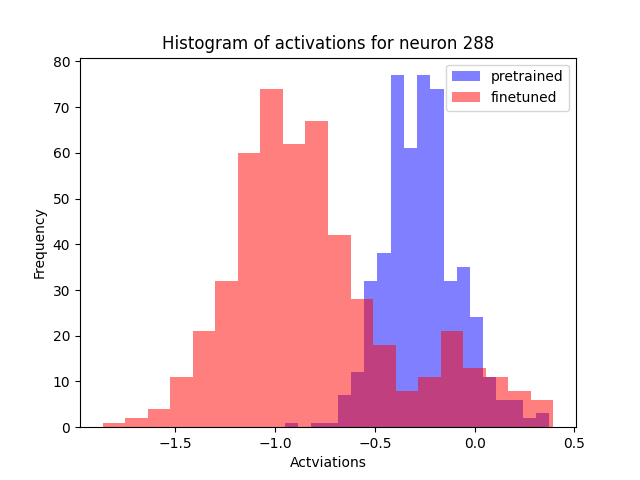 Histogram of activations for neuron 288
pretrained
finetuned
80
70
60
50
40
30
20
10
0
Frequency
−1.5
−1.0
−0.5
0.0
0.5
Actviations